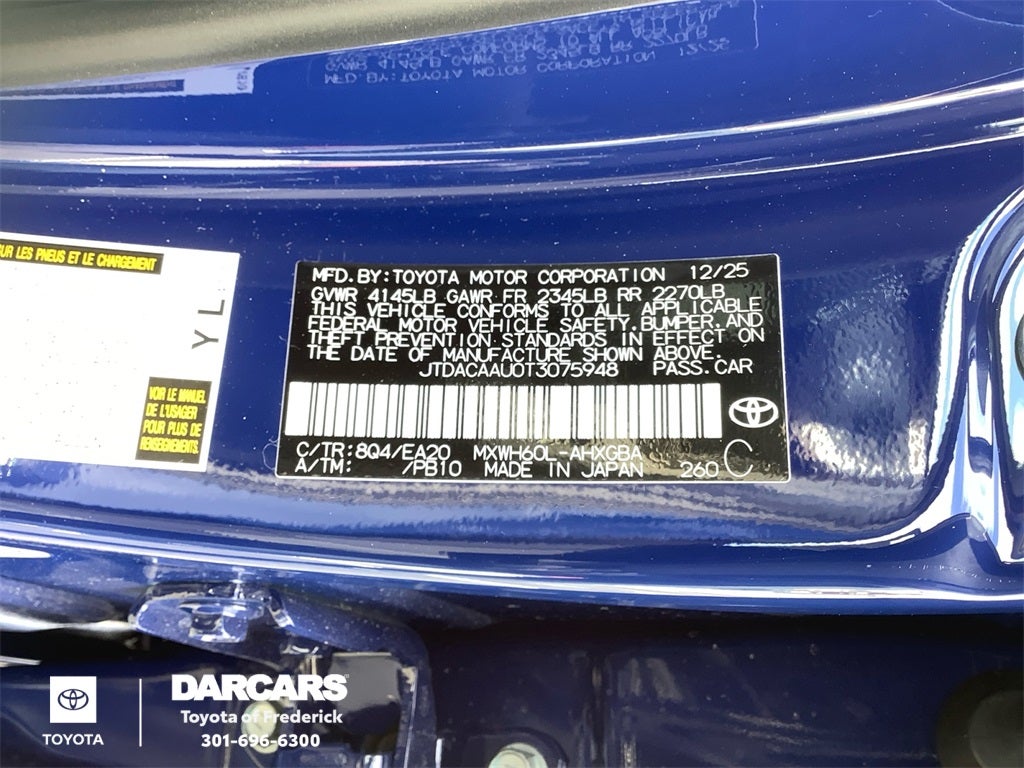 SUR LES PNEUS ET LE CHARGEMENT
YL
VOIR LE MANUEL
DE L'USAGER
POUR PLUS DE
RENSEIGNEMENTS.
MFD.BY:TOYOTA MOTOR CORPORATION 12/25
GVWR 4145LB GAWR FR 2345LB RR 2270LB
THIS VEHICLE CONFORMS TO ALL APPLICABLE
FEDERAL MOTOR VEHICLE SAFETY,BUMPER,AND
THEFT PREVENTION STANDARDS IN EFFECT ON
THE DATE OF MANUFACTURE SHOWN ABOVE.
JTDACAAU0T3075948 PASS.CAR
C/TR:8Q4/EA20 MXWH60L-AHXGBA
A/TM: /PB10 MADE IN JAPAN 260 C
TOYOTA
DARCARS
Toyota of Frederick
301-696-6300